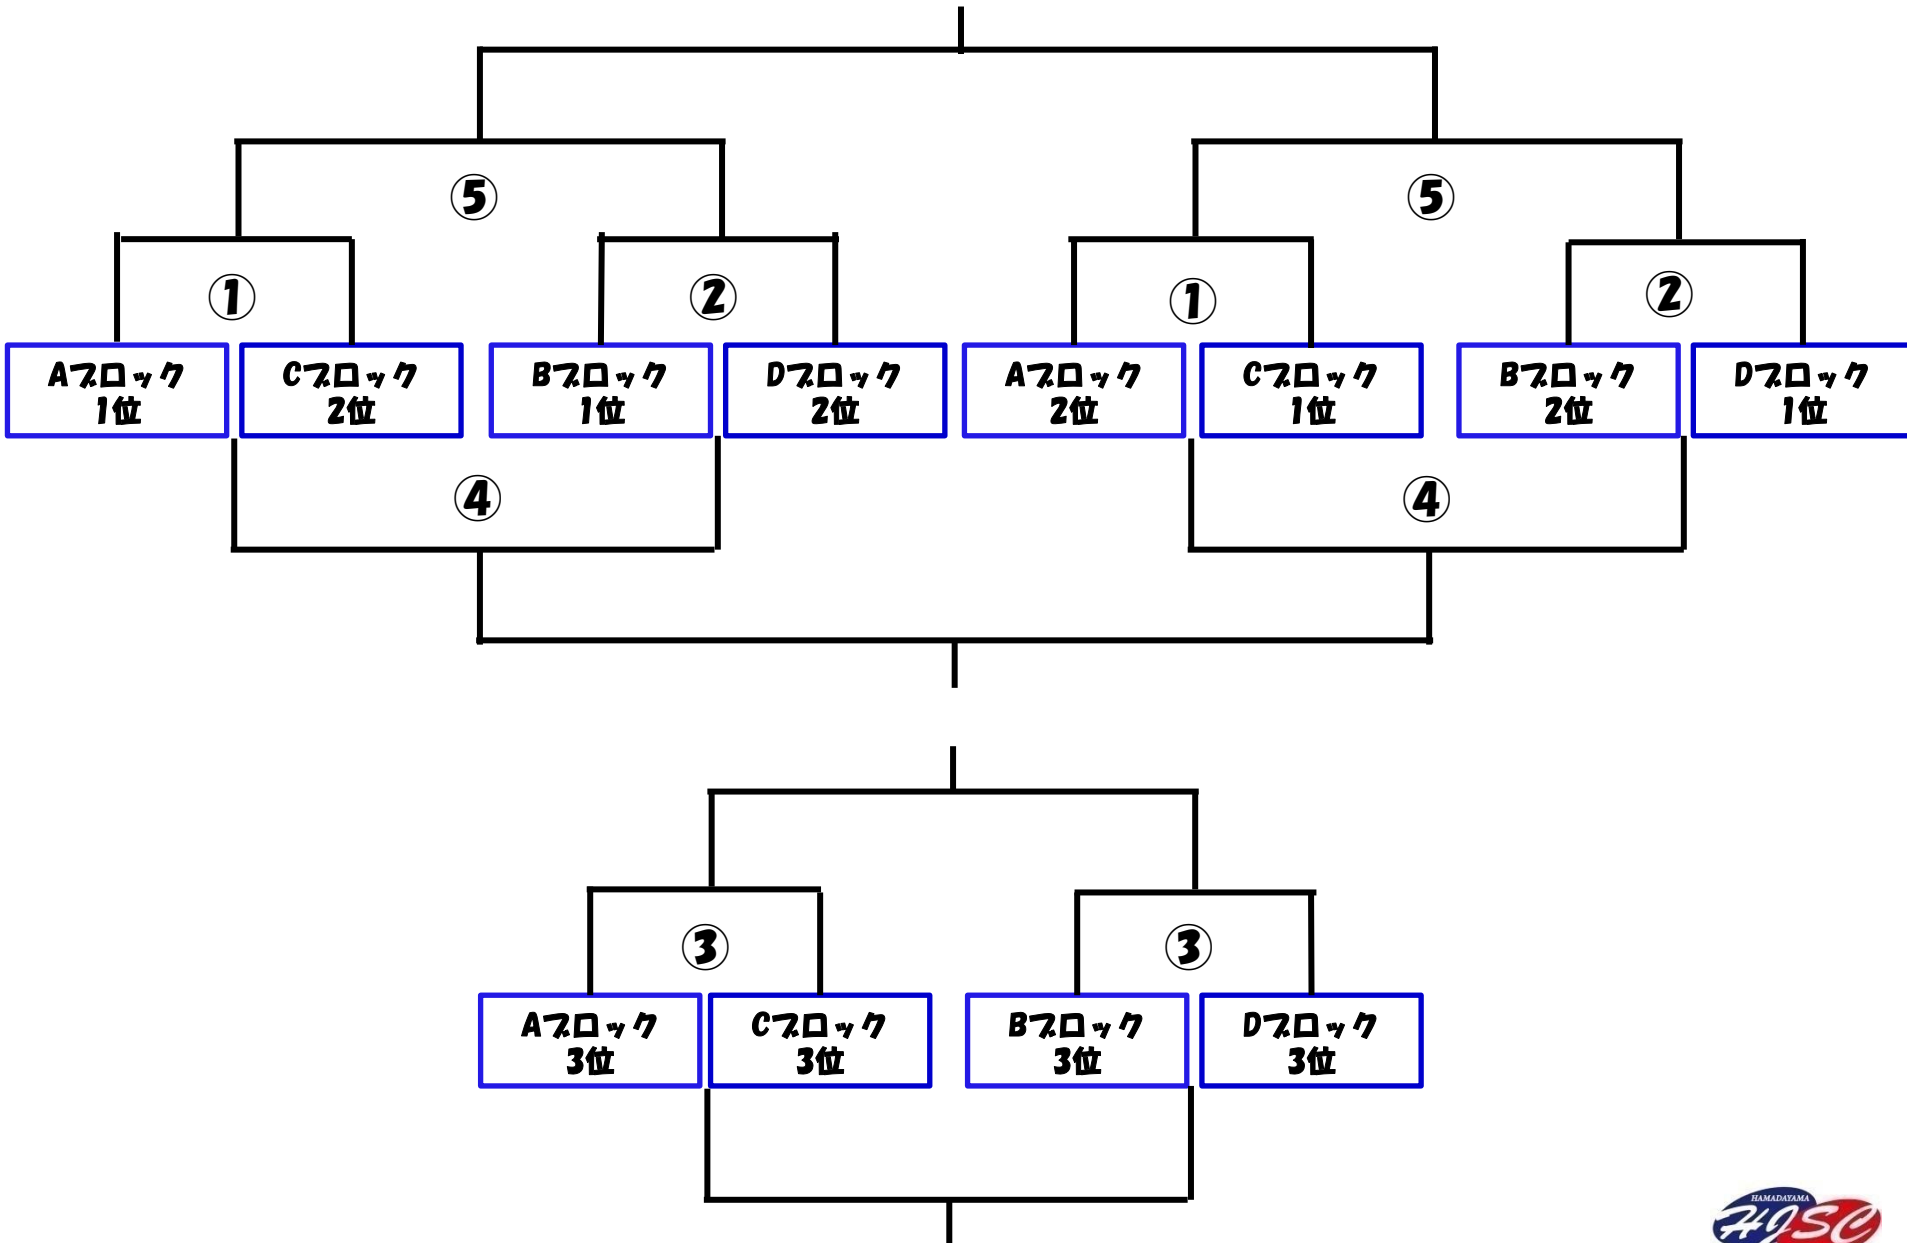 ⑤ ⑤
① ② ① ②
Aブロック Cブロック Bブロック Dブロック Aブロック Cブロック Bブロック Dブロック
1位 2位 1位 2位 2位 1位 2位 1位
④ ④
③ ③
Aブロック Cブロック Bブロック Dブロック
3位 3位 3位 3位
HAMADAYAMA
HJSC